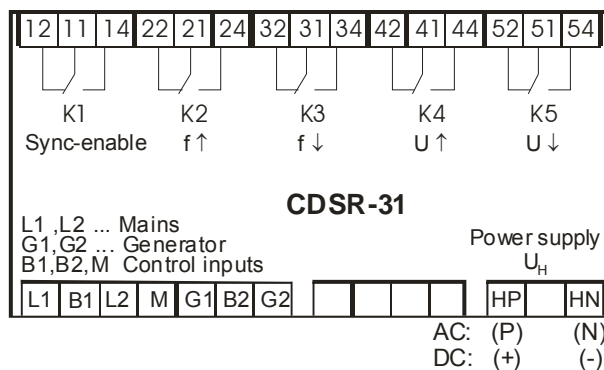 12 11 14 22 21 24 32 31 34 42 41 44 52 51 54
K1 K2 K3 K4 K5
Sync-enable f ↑ f ↓ U ↑ U ↓
CDSR-31
L1 ,L2 ... Mains
G1,G2 ... Generator
B1,B2,M Control inputs
Power supply
U_H
L1 B1 L2 M G1 B2 G2 HP HN
AC: (P) (N)
DC: (+) (-)